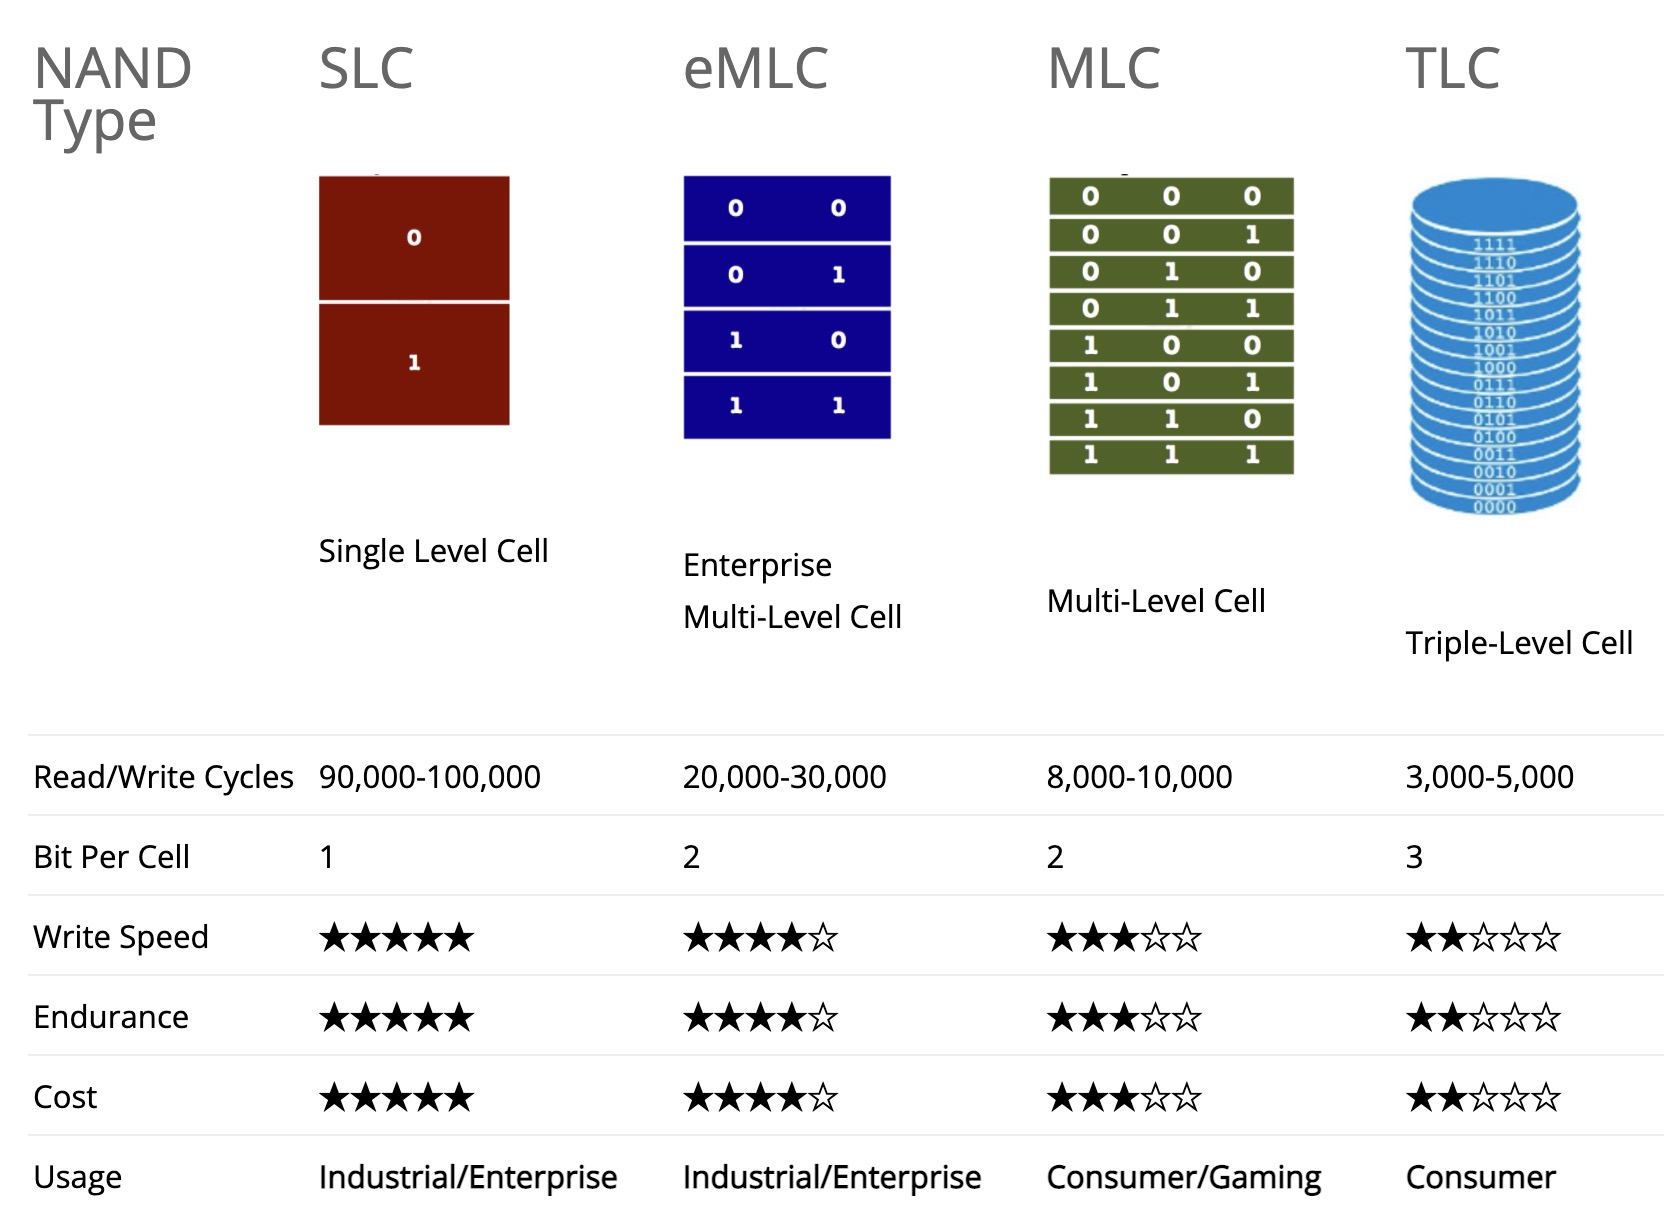 NAND Type
SLC
eMLC
MLC
TLC
0
1
0 0
0 1
1 0
1 1
0 0 0
0 0 1
0 1 0
0 1 1
1 0 0
1 0 1
1 1 0
1 1 1
1111
1110
1101
1100
1011
1010
1001
1000
0111
0110
0101
0100
0011
0010
0001
0000
Single Level Cell
Enterprise
Multi-Level Cell
Multi-Level Cell
Triple-Level Cell
Read/Write Cycles 90,000-100,000 20,000-30,000 8,000-10,000 3,000-5,000
Bit Per Cell 1 2 2 3
Write Speed ★★★★★ ★★★★☆ ★★★☆☆ ★★☆☆☆
Endurance ★★★★★ ★★★★☆ ★★★☆☆ ★★☆☆☆
Cost ★★★★★ ★★★★☆ ★★★☆☆ ★★☆☆☆
Usage Industrial/Enterprise Industrial/Enterprise Consumer/Gaming Consumer